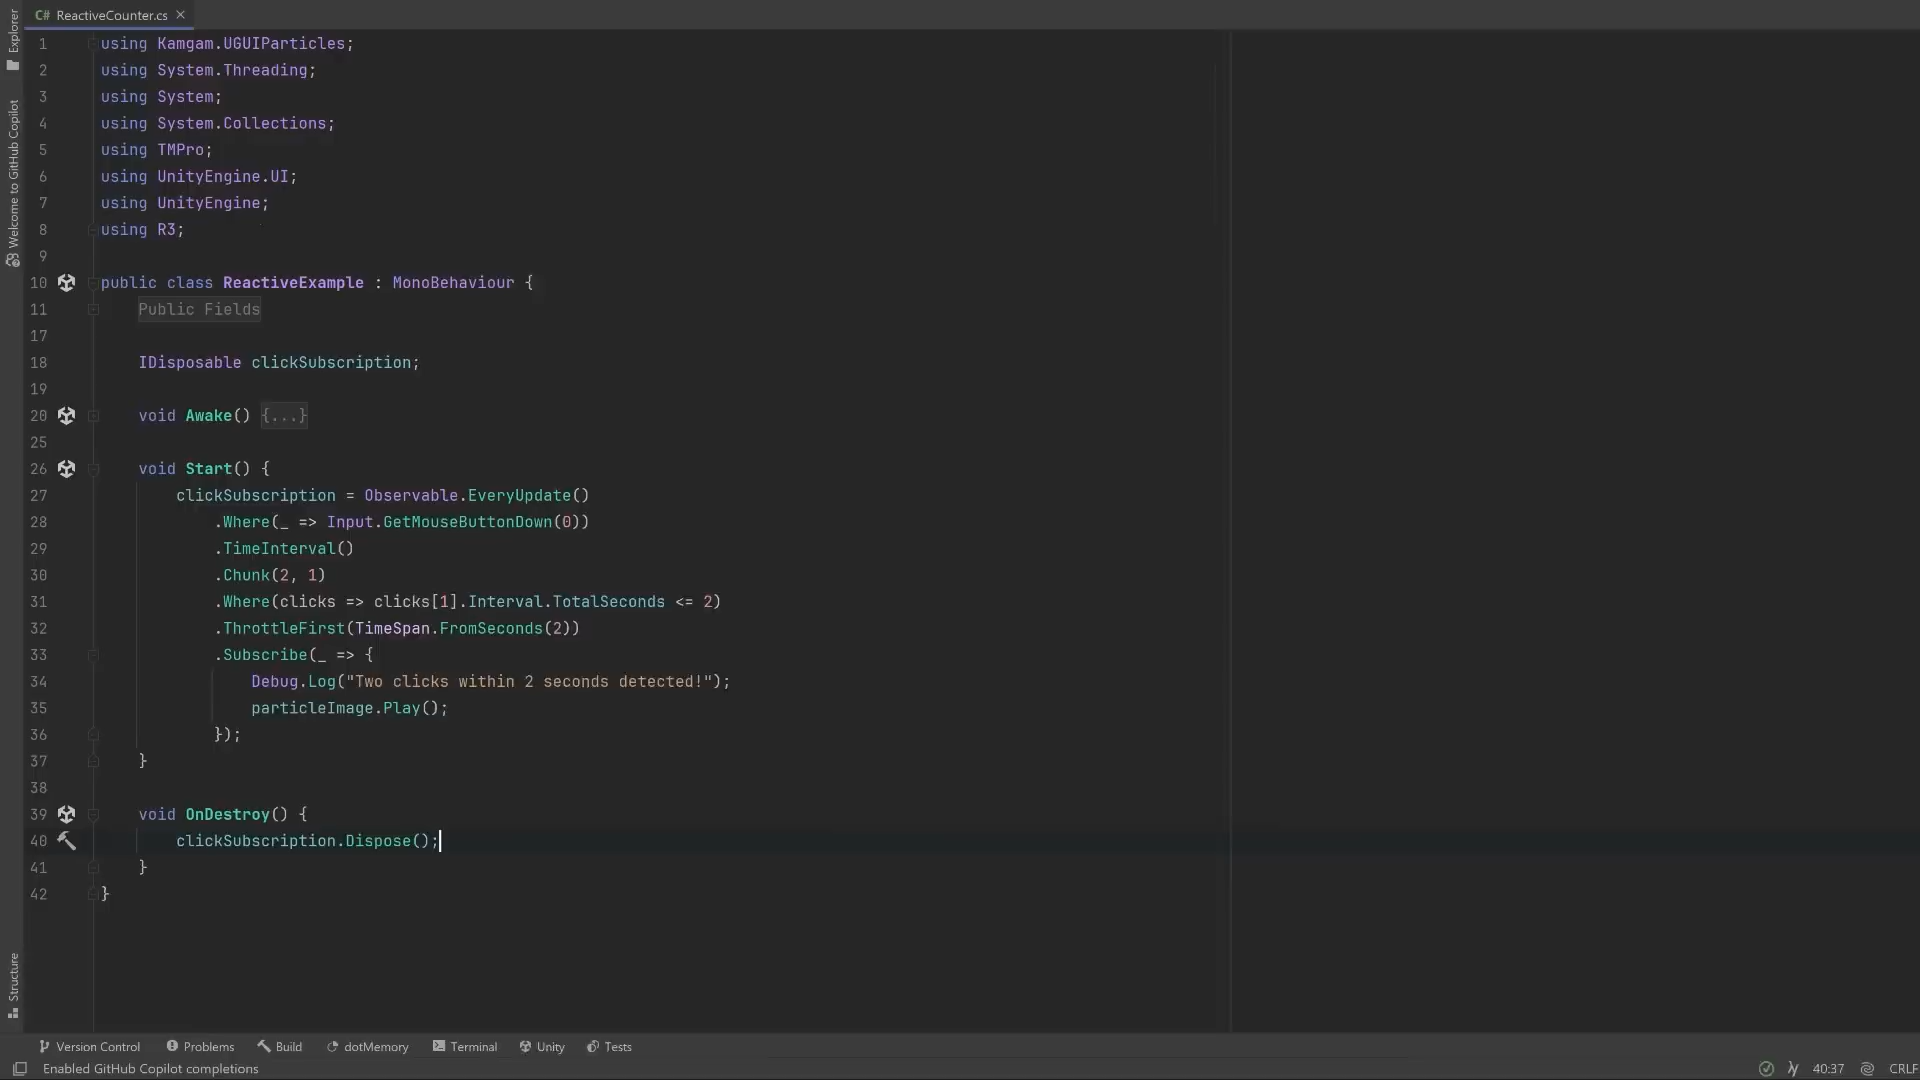 C# ReactiveCounter.cs
Explorer
Welcome to GitHub Copilot
Structure
1 using Kamgam.UGUIParticles;
2 using System.Threading;
3 using System;
4 using System.Collections;
5 using TMPro;
6 using UnityEngine.UI;
7 using UnityEngine;
8 using R3;
9
10 public class ReactiveExample : MonoBehaviour {
11 Public Fields
17
18 IDisposable clickSubscription;
19
20 void Awake() {...}
25
26 void Start() {
27 clickSubscription = Observable.EveryUpdate()
28 .Where(_ => Input.GetMouseButtonDown(0))
29 .TimeInterval()
30 .Chunk(2, 1)
31 .Where(clicks => clicks[1].Interval.TotalSeconds <= 2)
32 .ThrottleFirst(TimeSpan.FromSeconds(2))
33 .Subscribe(_ => {
34 Debug.Log("Two clicks within 2 seconds detected!");
35 particleImage.Play();
36 });
37 }
38
39 void OnDestroy() {
40 clickSubscription.Dispose();
41 }
42 }
Version Control Problems Build dotMemory Terminal Unity Tests
Enabled GitHub Copilot completions 40:37 CRLF